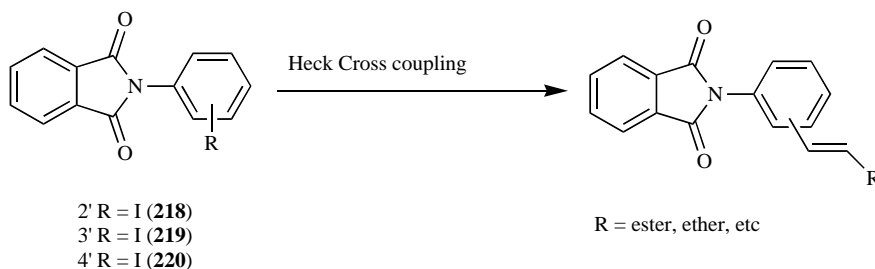 O
N
O
R
Heck Cross coupling
O
N
O
R
2' R = I (218)
3' R = I (219)
4' R = I (220)
R = ester, ether, etc